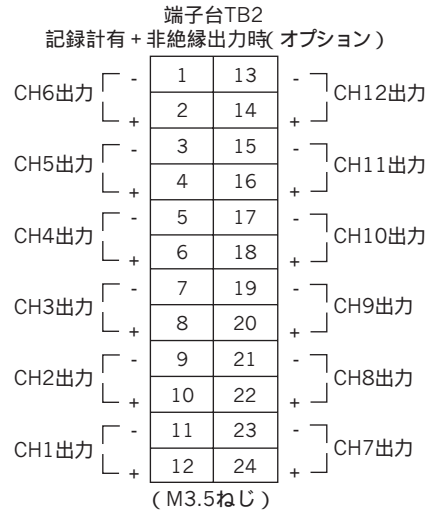 端子台TB2
記録計有+非絶縁出力時(オプション)
CH6出力 - 1 13 - CH12出力
+ 2 14 +
CH5出力 - 3 15 - CH11出力
+ 4 16 +
CH4出力 - 5 17 - CH10出力
+ 6 18 +
CH3出力 - 7 19 - CH9出力
+ 8 20 +
CH2出力 - 9 21 - CH8出力
+ 10 22 +
CH1出力 - 11 23 - CH7出力
+ 12 24 +
(M3.5ねじ)